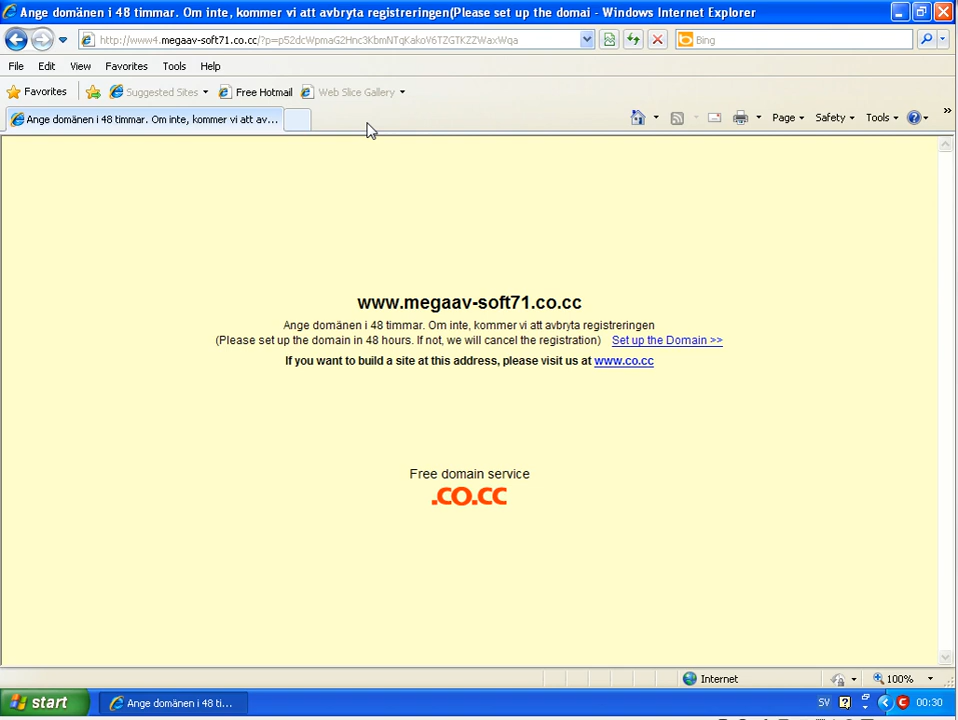 Ange domänen i 48 timmar. Om inte, kommer vi att avbryta registreringen(Please set up the domai - Windows Internet Explorer
http://www4.megaav-soft71.co.cc/?p=p52dcWpmaG2Hnc3KbmNTqKakoV6TZGTKZZWaxWqa
Bing
File Edit View Favorites Tools Help
Favorites Suggested Sites Free Hotmail Web Slice Gallery
Ange domänen i 48 timmar. Om inte, kommer vi att av...
Page Safety Tools
www.megaav-soft71.co.cc
Ange domänen i 48 timmar. Om inte, kommer vi att avbryta registreringen
(Please set up the domain in 48 hours. If not, we will cancel the registration) Set up the Domain >>
If you want to build a site at this address, please visit us at www.co.cc
Free domain service
.co.cc
Internet 100%
start Ange domänen i 48 ti... SV 00:30